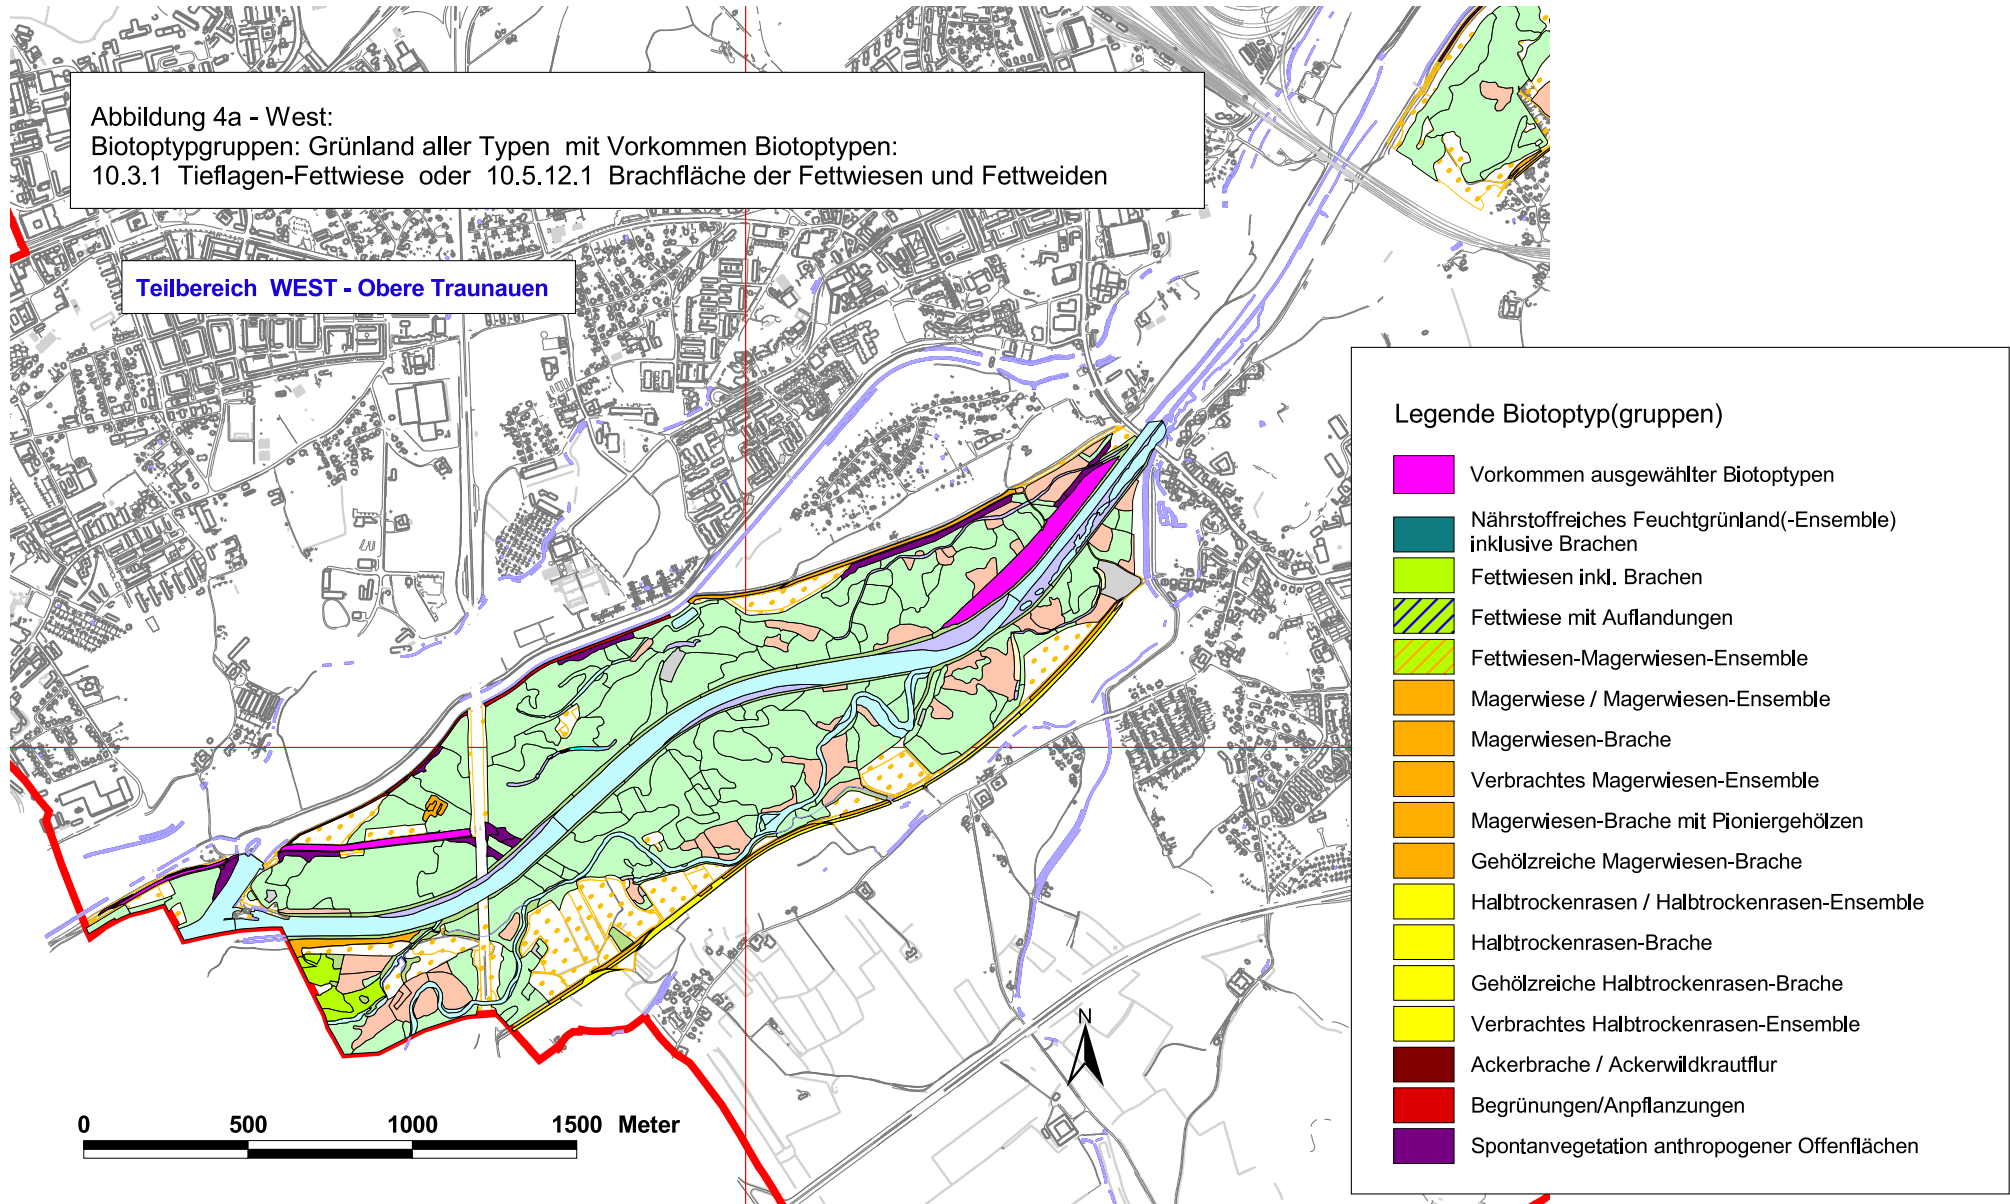 Abbildung 4a - West:
Biotoptypgruppen: Grünland aller Typen mit Vorkommen Biotoptypen:
10.3.1 Tieflagen-Fettwiese oder 10.5.12.1 Brachfläche der Fettwiesen und Fettweiden
Teilbereich WEST - Obere Traunauen
Legende Biotoptyp(gruppen)
Vorkommen ausgewählter Biotoptypen
Nährstoffreiches Feuchtgrünland(-Ensemble)
inklusive Brachen
Fettwiesen inkl. Brachen
Fettwiese mit Auflandungen
Fettwiesen-Magerwiesen-Ensemble
Magerwiese / Magerwiesen-Ensemble
Magerwiesen-Brache
Verbrachtes Magerwiesen-Ensemble
Magerwiesen-Brache mit Pioniergehölzen
Gehölzreiche Magerwiesen-Brache
Halbtrockenrasen / Halbtrockenrasen-Ensemble
Halbtrockenrasen-Brache
Gehölzreiche Halbtrockenrasen-Brache
Verbrachtes Halbtrockenrasen-Ensemble
Ackerbrache / Ackerwildkrautflur
Begrünungen/Anpflanzungen
Spontanvegetation anthropogener Offenflächen
N
0 500 1000 1500 Meter